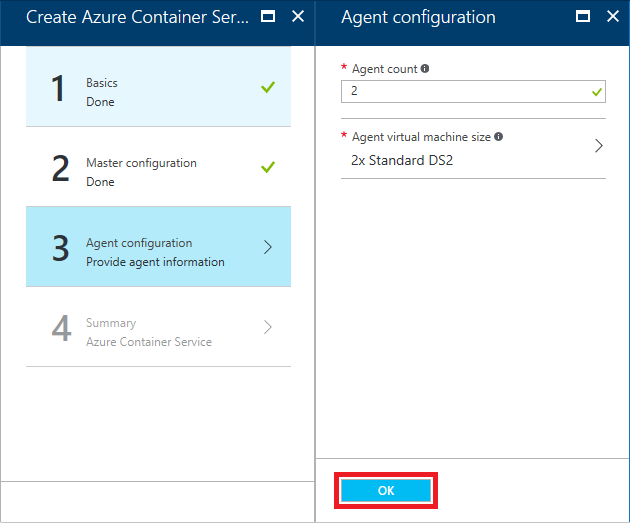 Create Azure Container Ser...
1
Basics
Done
2
Master configuration
Done
3
Agent configuration
Provide agent information
4
Summary
Azure Container Service
Agent configuration
* Agent count
2
* Agent virtual machine size
2x Standard DS2
OK